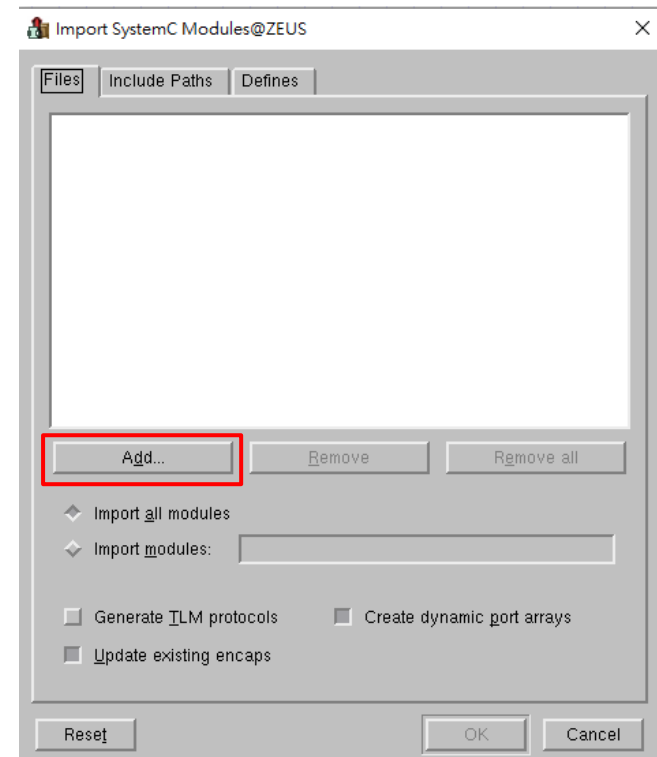 Import SystemC Modules@ZEUS
Files Include Paths Defines
Add... Remove Remove all
Import all modules
Import modules:
Generate TLM protocols Create dynamic port arrays
Update existing encaps
Reset OK Cancel